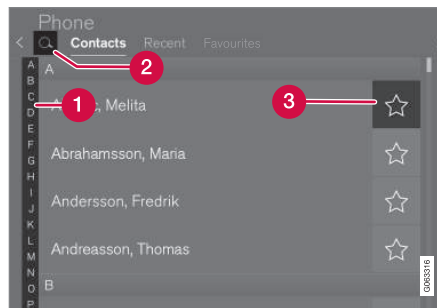 Phone
< Contacts Recent Favourites
2
A
B
C
D
E
F
G
H
I
J
K
L
M
N
O
P
A
1
, Melita
3
Abrahamsson, Maria
Andersson, Fredrik
Andreasson, Thomas
B
G063316